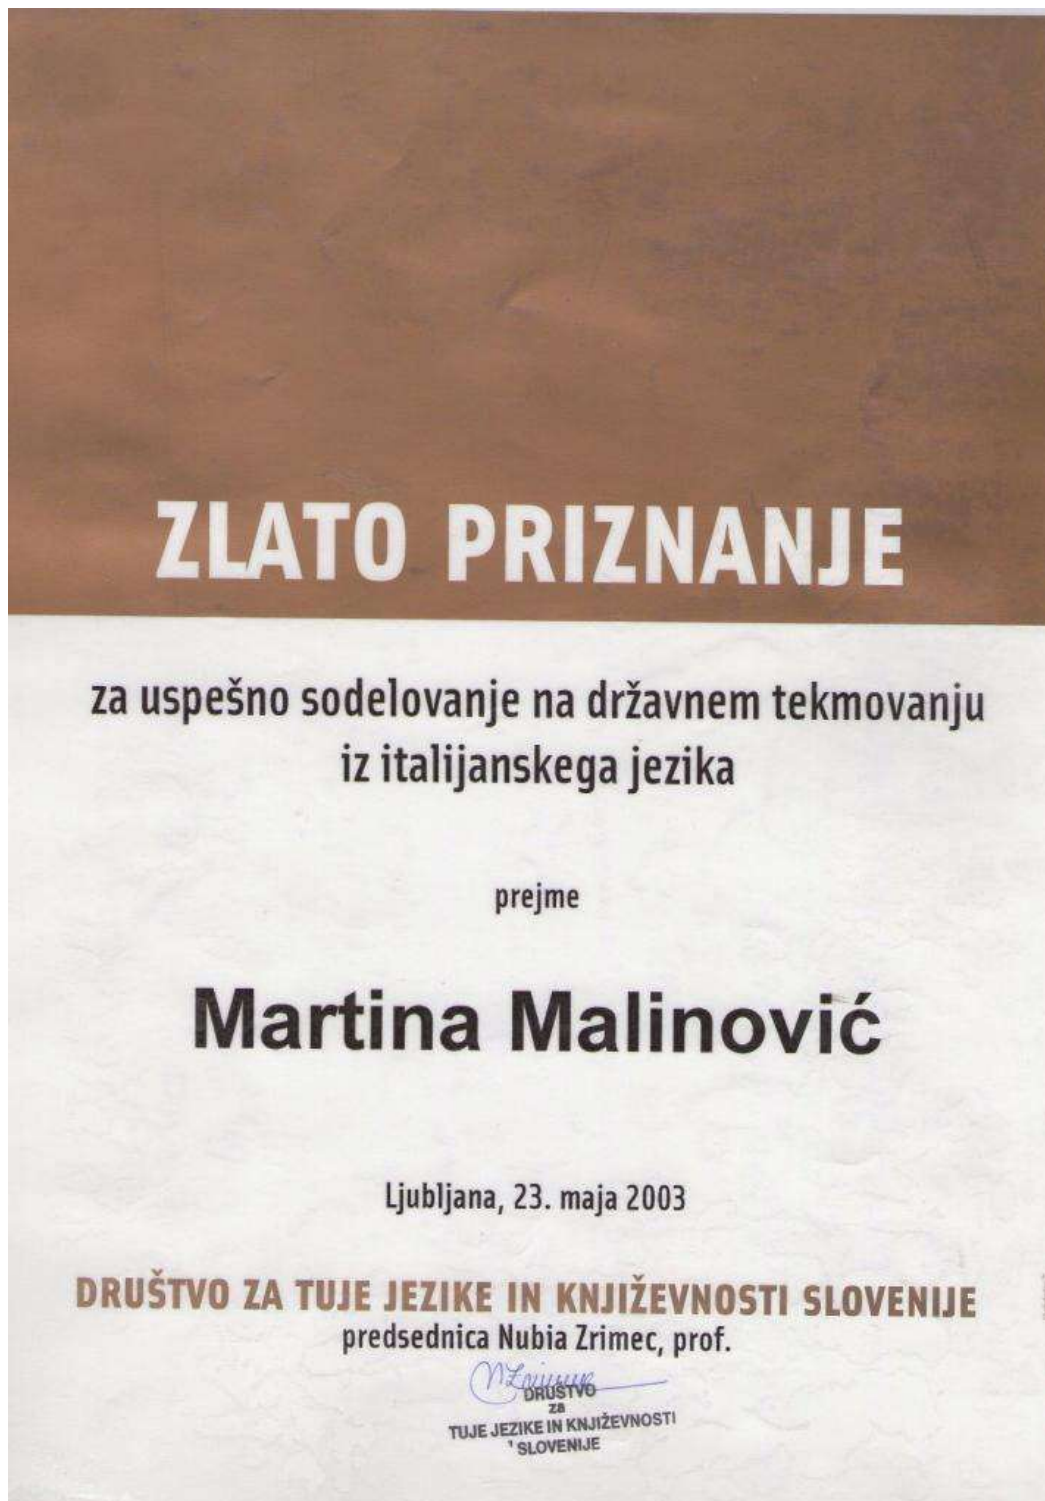 ZLATO PRIZNANJE
za uspešno sodelovanje na državnem tekmovanju
iz italijanskega jezika
prejme
Martina Malinović
Ljubljana, 23. maja 2003
DRUŠTVO ZA TUJE JEZIKE IN KNJIŽEVNOSTI SLOVENIJE
predsednica Nubia Zrimec, prof.
DRUŠTVO
za
TUJE JEZIKE IN KNJIŽEVNOSTI
SLOVENIJE